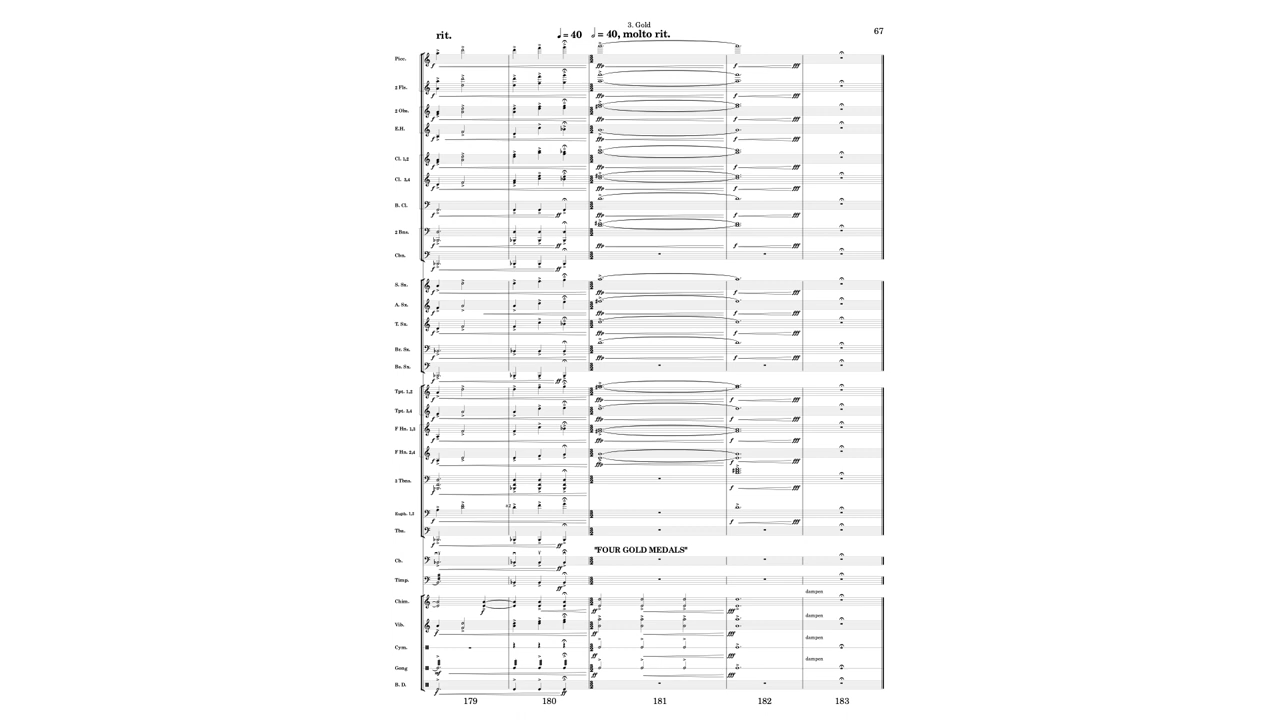 3. Gold
67
rit.
= 40
= 40, molto rit.
Picc.
2 Fls.
2 Obs.
E.H.
Cl. 1,2
Cl. 3,4
B. Cl.
2 Bns.
Cbn.
S. Sx.
A. Sx.
T. Sx.
Br. Sx.
Bs. Sx.
Tpt. 1,2
Tpt. 3,4
F Hn. 1,3
F Hn. 2,4
3 Tbns.
Euph. 1,2
Tba.
"FOUR GOLD MEDALS"
Cb.
Timp.
dampen
Chim.
dampen
Vib.
dampen
Cym.
dampen
Gong
B. D.
179 180 181 182 183